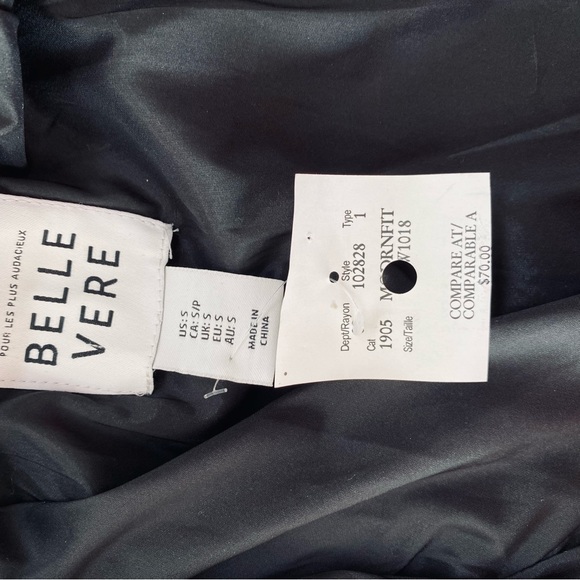 POUR LES PLUS AUDACIEUX
BELLE
VERE
US: S
CA: S/P
UK: S
EU: S
AU: S
MADE IN
CHINA
Dept/Rayon Style Type
102828 1
Cat
1905
Size/Taille
COMPARE AT/
COMPARABLE A
$70.00